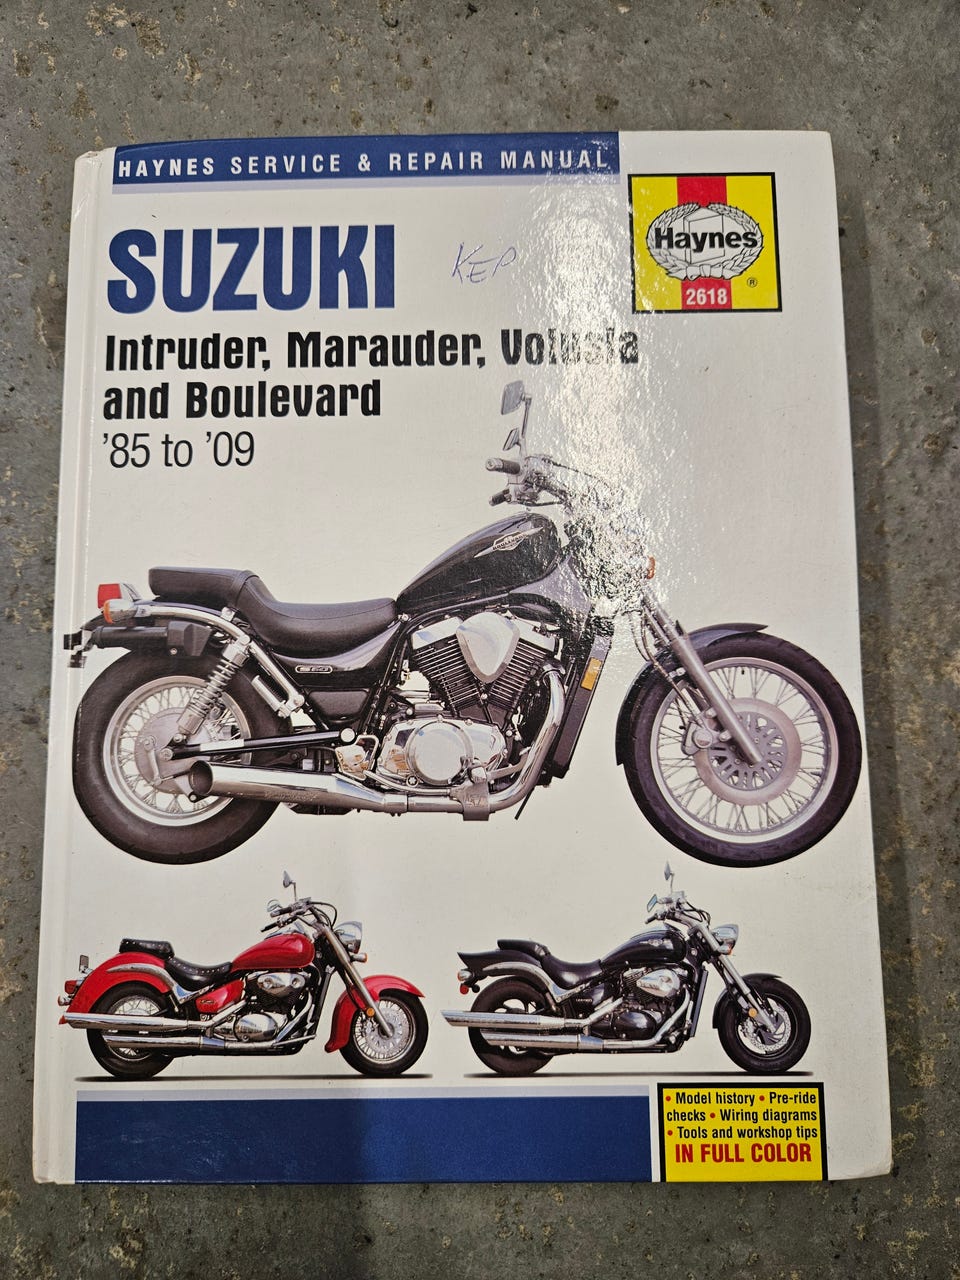 HAYNES SERVICE & REPAIR MANUAL
SUZUKI
Haynes
®
2618
Intruder, Marauder, Volusia
and Boulevard
’85 to ’09
• Model history • Pre-ride
checks • Wiring diagrams
• Tools and workshop tips
IN FULL COLOR